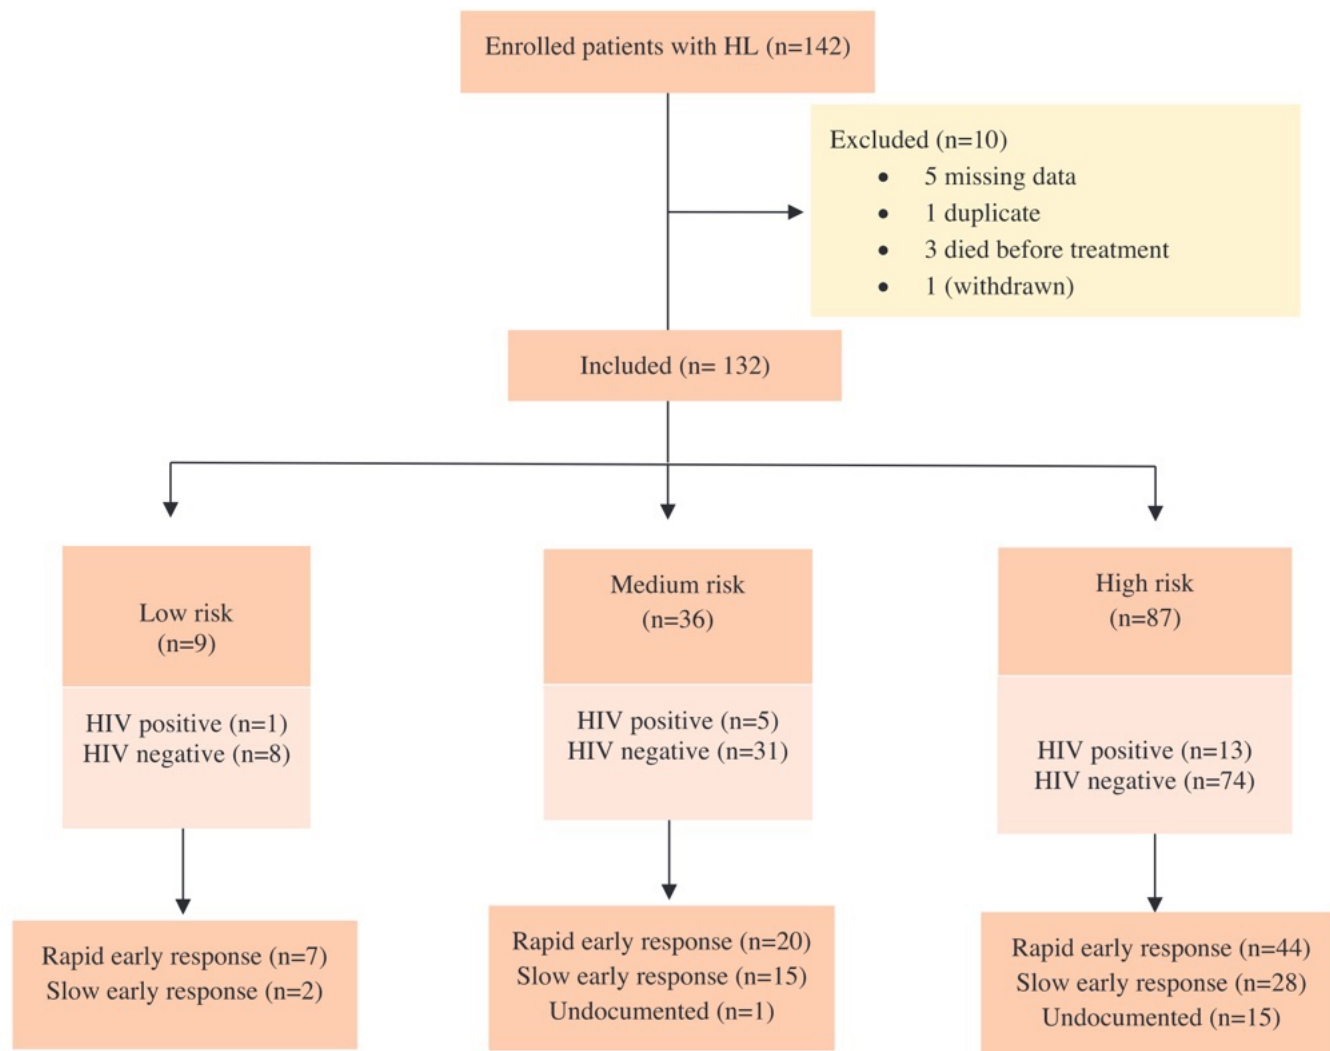 Enrolled patients with HL (n=142)
Excluded (n=10)
• 5 missing data
• 1 duplicate
• 3 died before treatment
• 1 (withdrawn)
Included (n= 132)
Low risk
(n=9)
HIV positive (n=1)
HIV negative (n=8)
Medium risk
(n=36)
HIV positive (n=5)
HIV negative (n=31)
High risk
(n=87)
HIV positive (n=13)
HIV negative (n=74)
Rapid early response (n=7)
Slow early response (n=2)
Rapid early response (n=20)
Slow early response (n=15)
Undocumented (n=1)
Rapid early response (n=44)
Slow early response (n=28)
Undocumented (n=15)